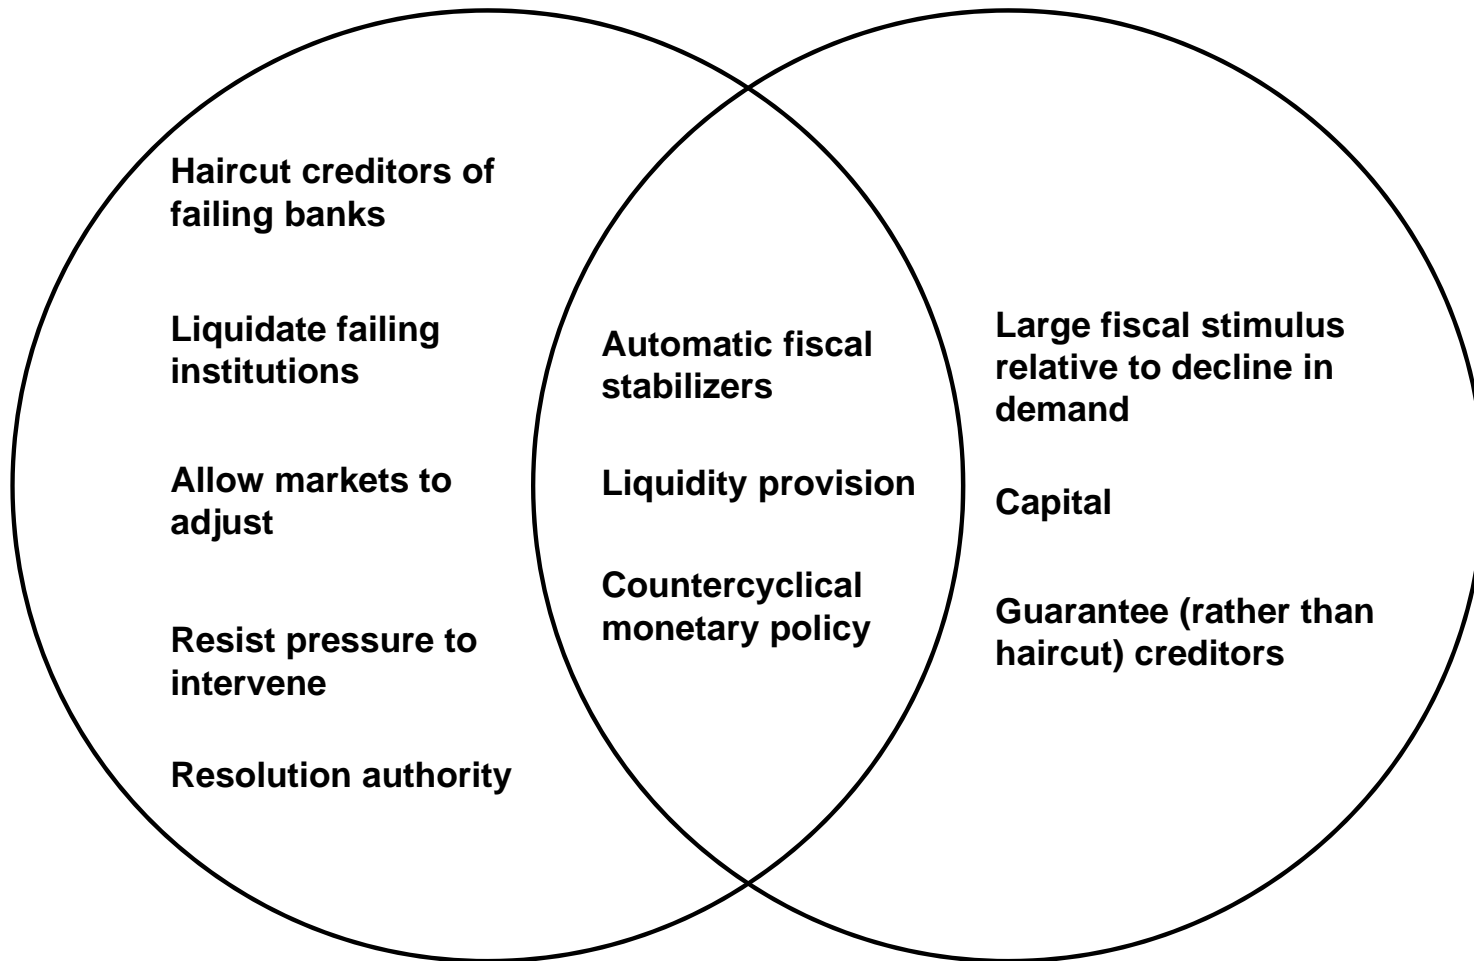 Haircut creditors of
failing banks
Liquidate failing
institutions
Allow markets to
adjust
Resist pressure to
intervene
Resolution authority
Automatic fiscal
stabilizers
Liquidity provision
Countercyclical
monetary policy
Large fiscal stimulus
relative to decline in
demand
Capital
Guarantee (rather than
haircut) creditors